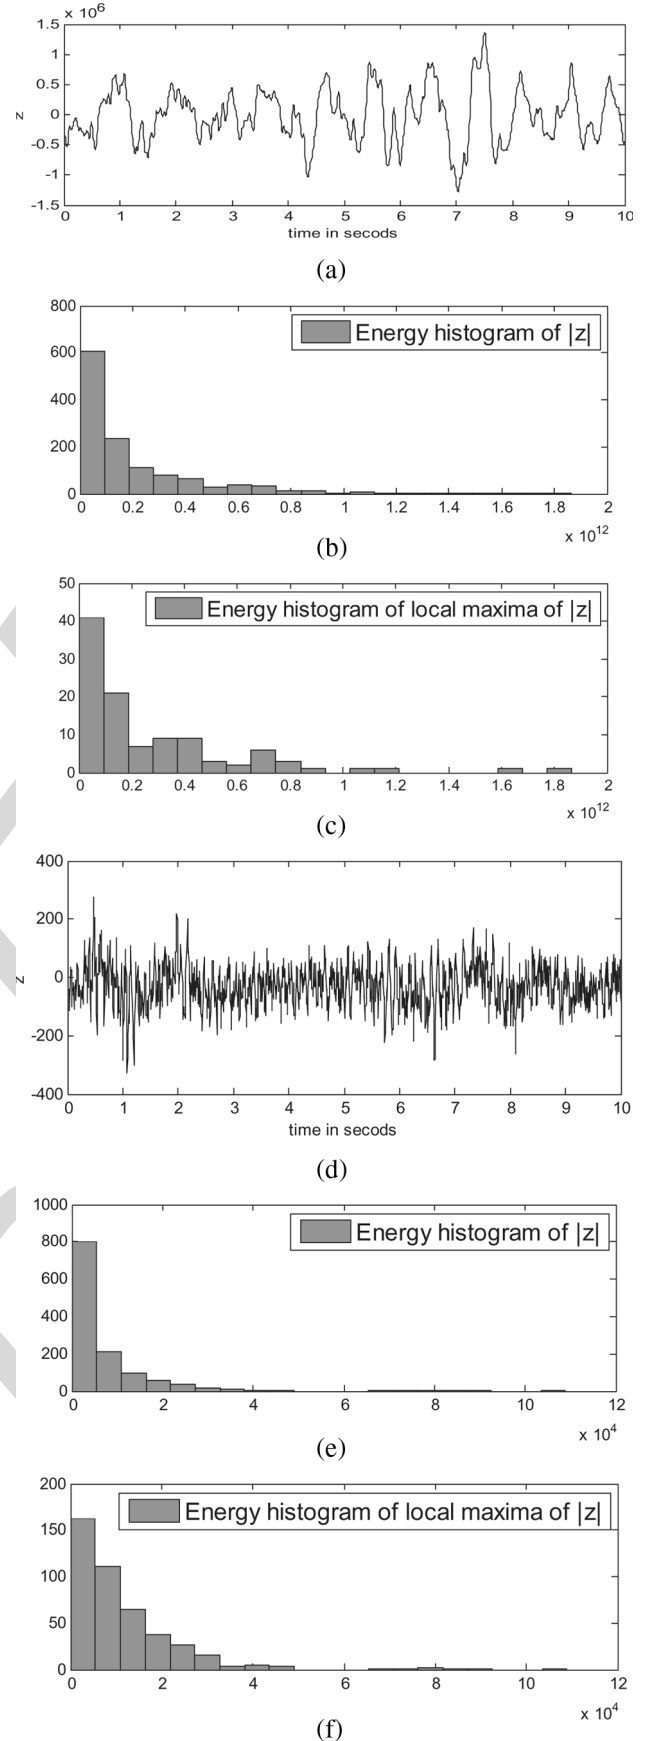 x 10^6
1.5
1
0.5
0
-0.5
-1
-1.5
z
0 1 2 3 4 5 6 7 8 9 10
time in secods
(a)
800
600
400
200
0
Energy histogram of |z|
0 0.2 0.4 0.6 0.8 1 1.2 1.4 1.6 1.8 2
x 10^12
(b)
50
40
30
20
10
0
Energy histogram of local maxima of |z|
0 0.2 0.4 0.6 0.8 1 1.2 1.4 1.6 1.8 2
x 10^12
(c)
400
200
0
-200
-400
z
0 1 2 3 4 5 6 7 8 9 10
time in secods
(d)
1000
800
600
400
200
0
Energy histogram of |z|
0 2 4 6 8 10 12
x 10^4
(e)
200
150
100
50
0
Energy histogram of local maxima of |z|
0 2 4 6 8 10 12
x 10^4
(f)